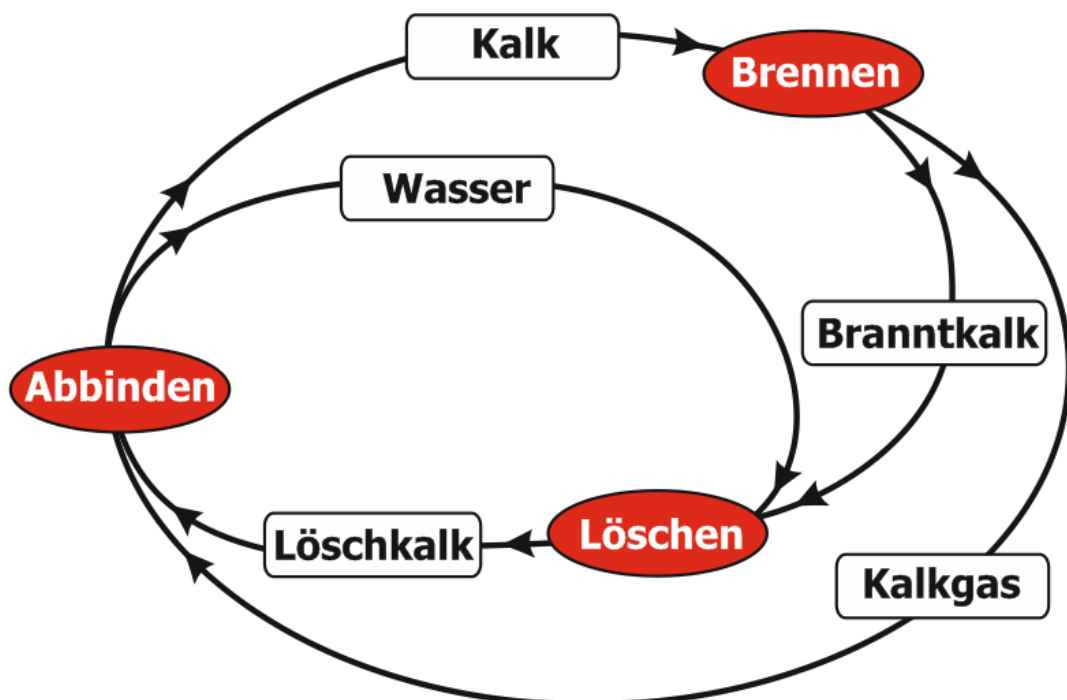 Kalk
Brennen
Wasser
Branntkalk
Abbinden
Löschen
Löschkalk
Kalkgas